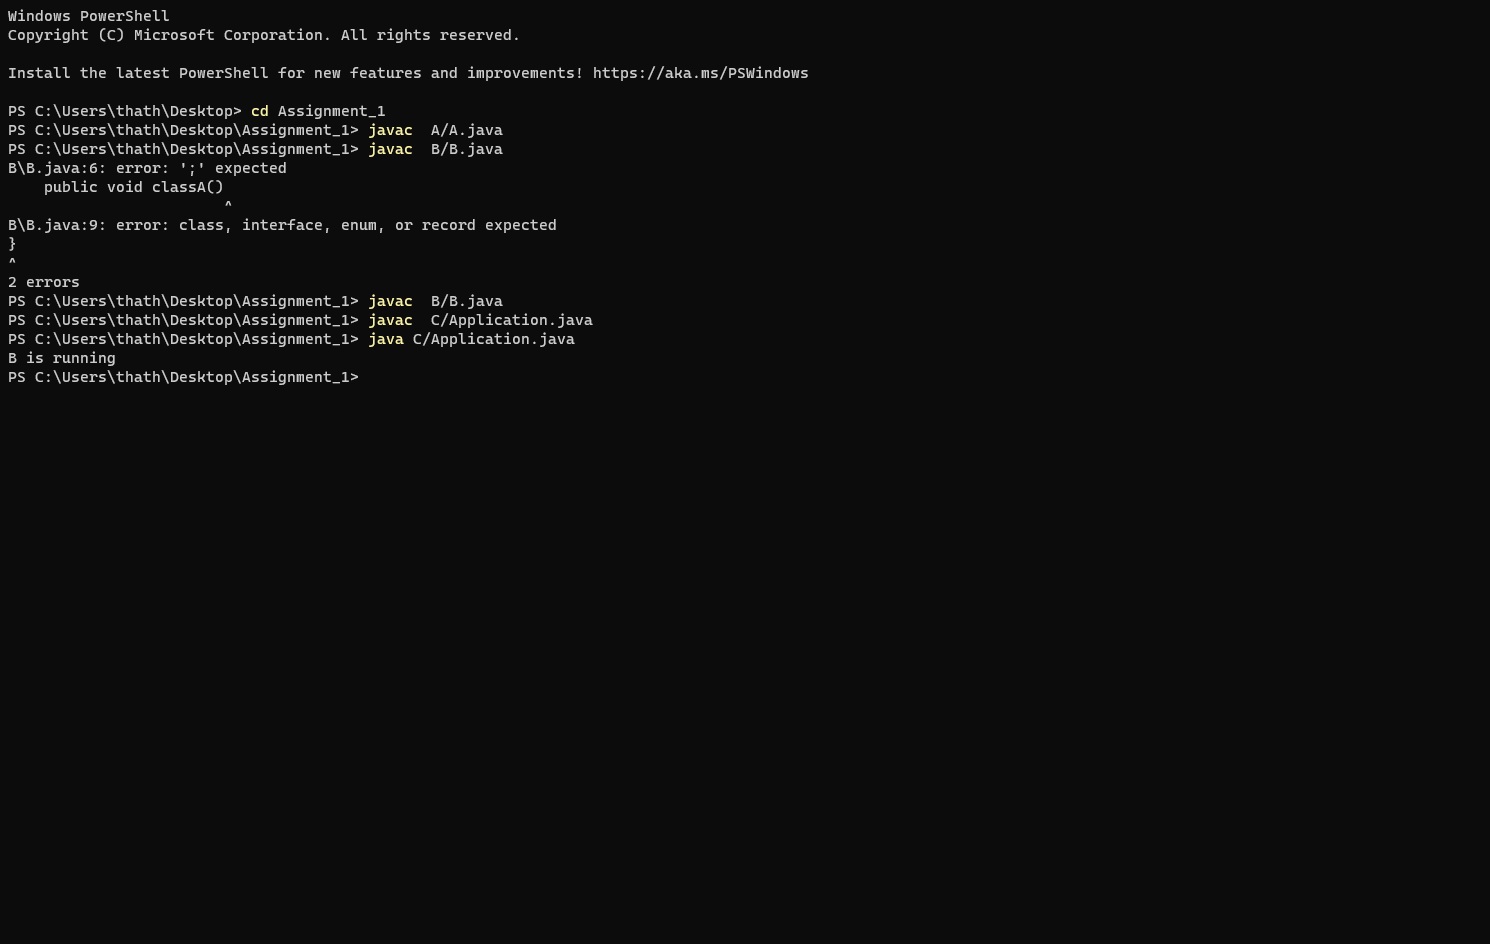 Windows PowerShell
Copyright (C) Microsoft Corporation. All rights reserved.
Install the latest PowerShell for new features and improvements! https://aka.ms/PSWindows
PS C:\Users\thath\Desktop> cd Assignment_1
PS C:\Users\thath\Desktop\Assignment_1> javac  A/A.java
PS C:\Users\thath\Desktop\Assignment_1> javac  B/B.java
B\B.java:6: error: ';' expected
    public void classA()
                        ^
B\B.java:9: error: class, interface, enum, or record expected
}
^
2 errors
PS C:\Users\thath\Desktop\Assignment_1> javac  B/B.java
PS C:\Users\thath\Desktop\Assignment_1> javac  C/Application.java
PS C:\Users\thath\Desktop\Assignment_1> java C/Application.java
B is running
PS C:\Users\thath\Desktop\Assignment_1>